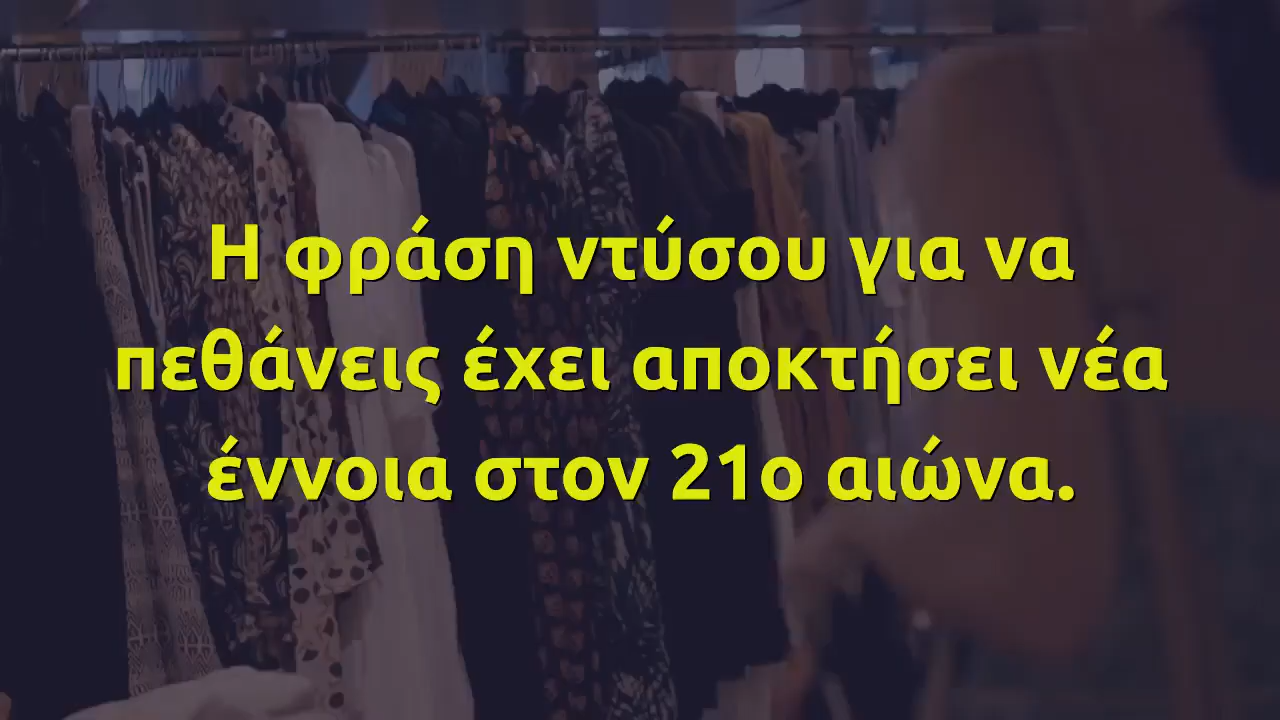 Η φράση ντύσου για να
πεθάνεις έχει αποκτήσει νέα
έννοια στον 21ο αιώνα.